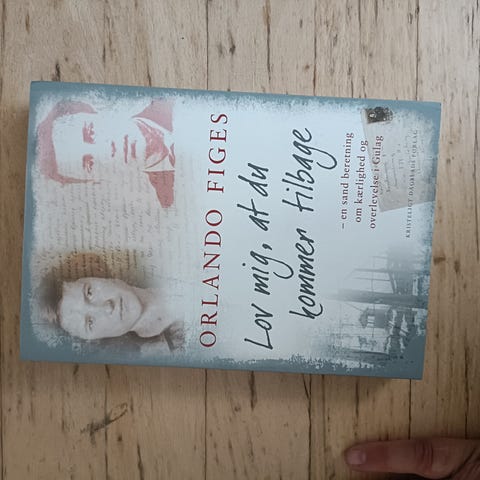 ORLANDO FIGES
Lov mig, at du
kommer tilbage
– en sand beretning
om kærlighed og
overlevelse i Gulag
KRISTELIGT DAGBLADS FORLAG